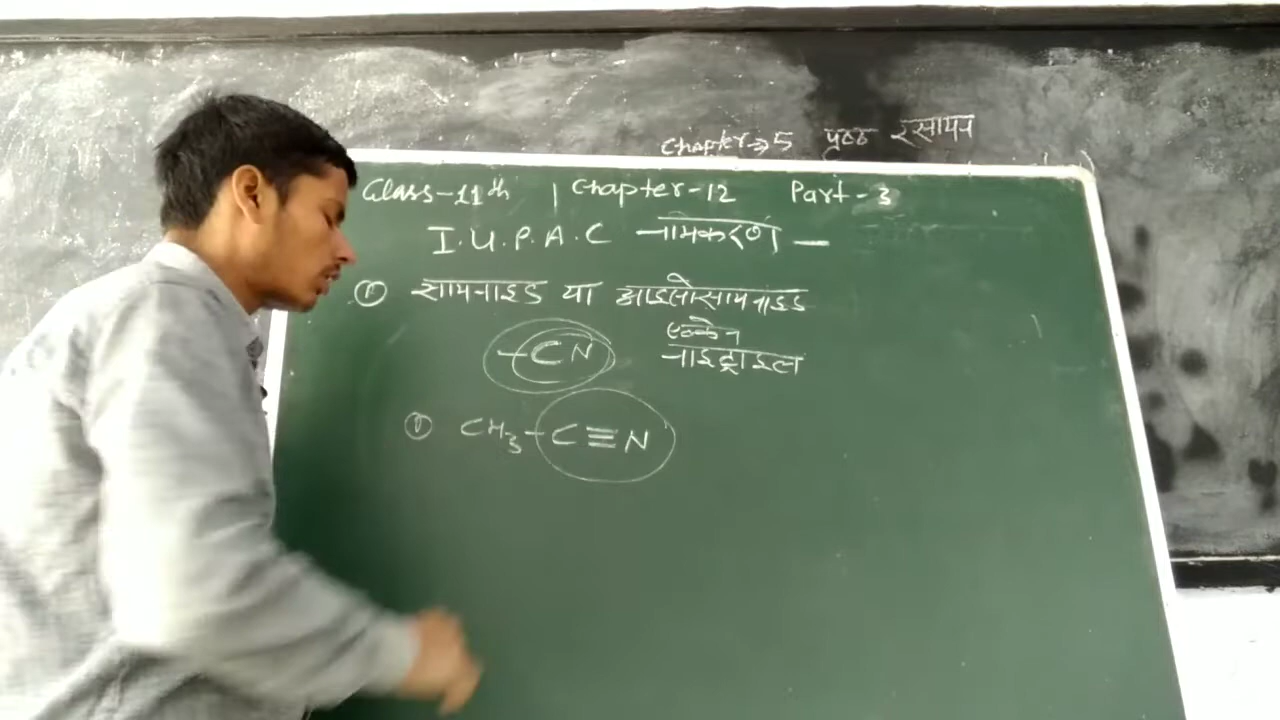 Chapter→5 पृष्ठ रसायन
Class-11th | Chapter-12 Part-3
I.U.P.A.C नामकरण —
① सायनाइड या आइसोसायनाइड
-CN एल्केन
नाइट्राइल
① CH₃-C≡N